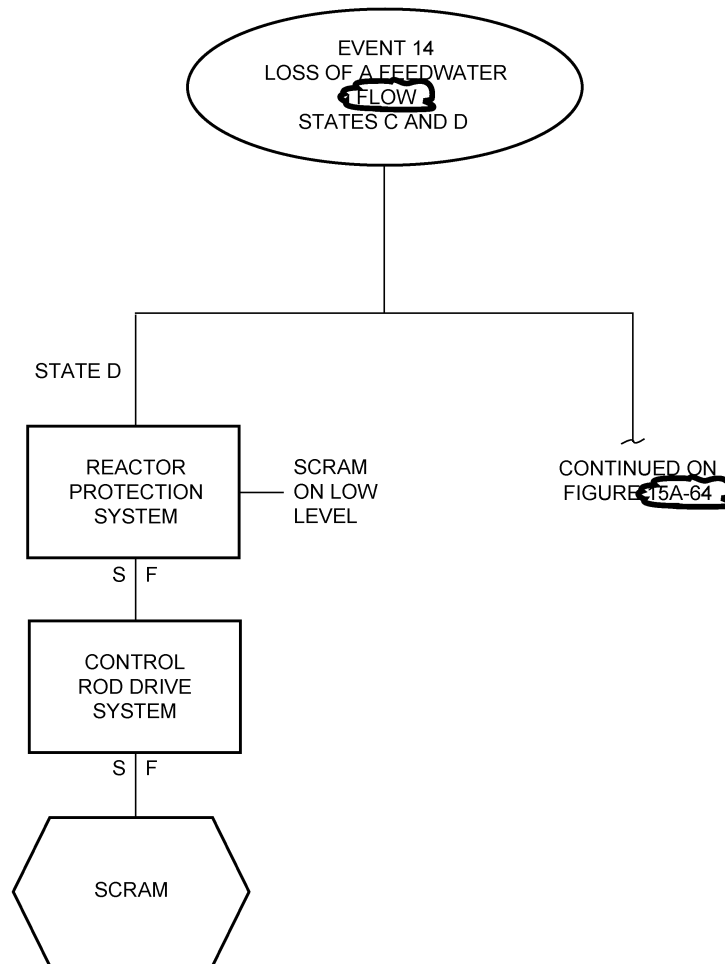 EVENT 14
LOSS OF A FEEDWATER
FLOW
STATES C AND D
STATE D
REACTOR
PROTECTION
SYSTEM
SCRAM
ON LOW
LEVEL
CONTINUED ON
FIGURE 15A-64
S F
CONTROL
ROD DRIVE
SYSTEM
S F
SCRAM